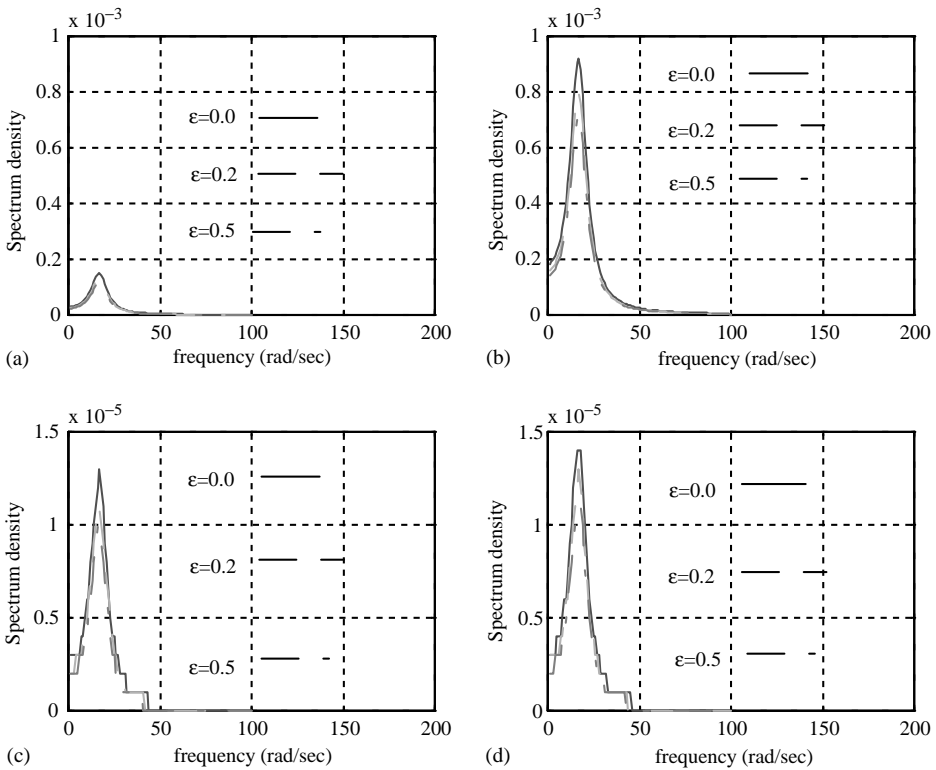 x 10⁻³
1
0.8
0.6
0.4
0.2
0
Spectrum density
ε=0.0
ε=0.2
ε=0.5
0 50 100 150 200
frequency (rad/sec)
(a)
x 10⁻³
1
0.8
0.6
0.4
0.2
0
Spectrum density
ε=0.0
ε=0.2
ε=0.5
0 50 100 150 200
frequency (rad/sec)
(b)
x 10⁻⁵
1.5
1
0.5
0
Spectrum density
ε=0.0
ε=0.2
ε=0.5
0 50 100 150 200
frequency (rad/sec)
(c)
x 10⁻⁵
1.5
1
0.5
0
Spectrum density
ε=0.0
ε=0.2
ε=0.5
0 50 100 150 200
frequency (rad/sec)
(d)